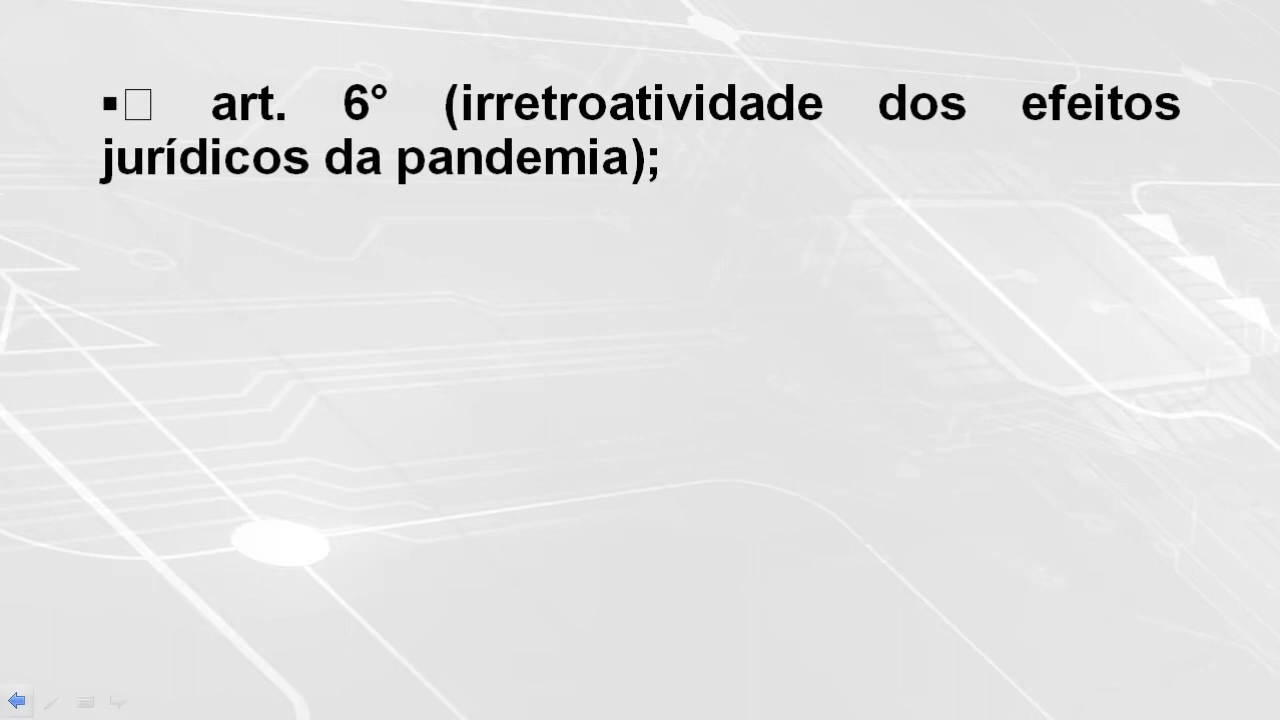 ▪□ art. 6° (irretroatividade dos efeitos
jurídicos da pandemia);